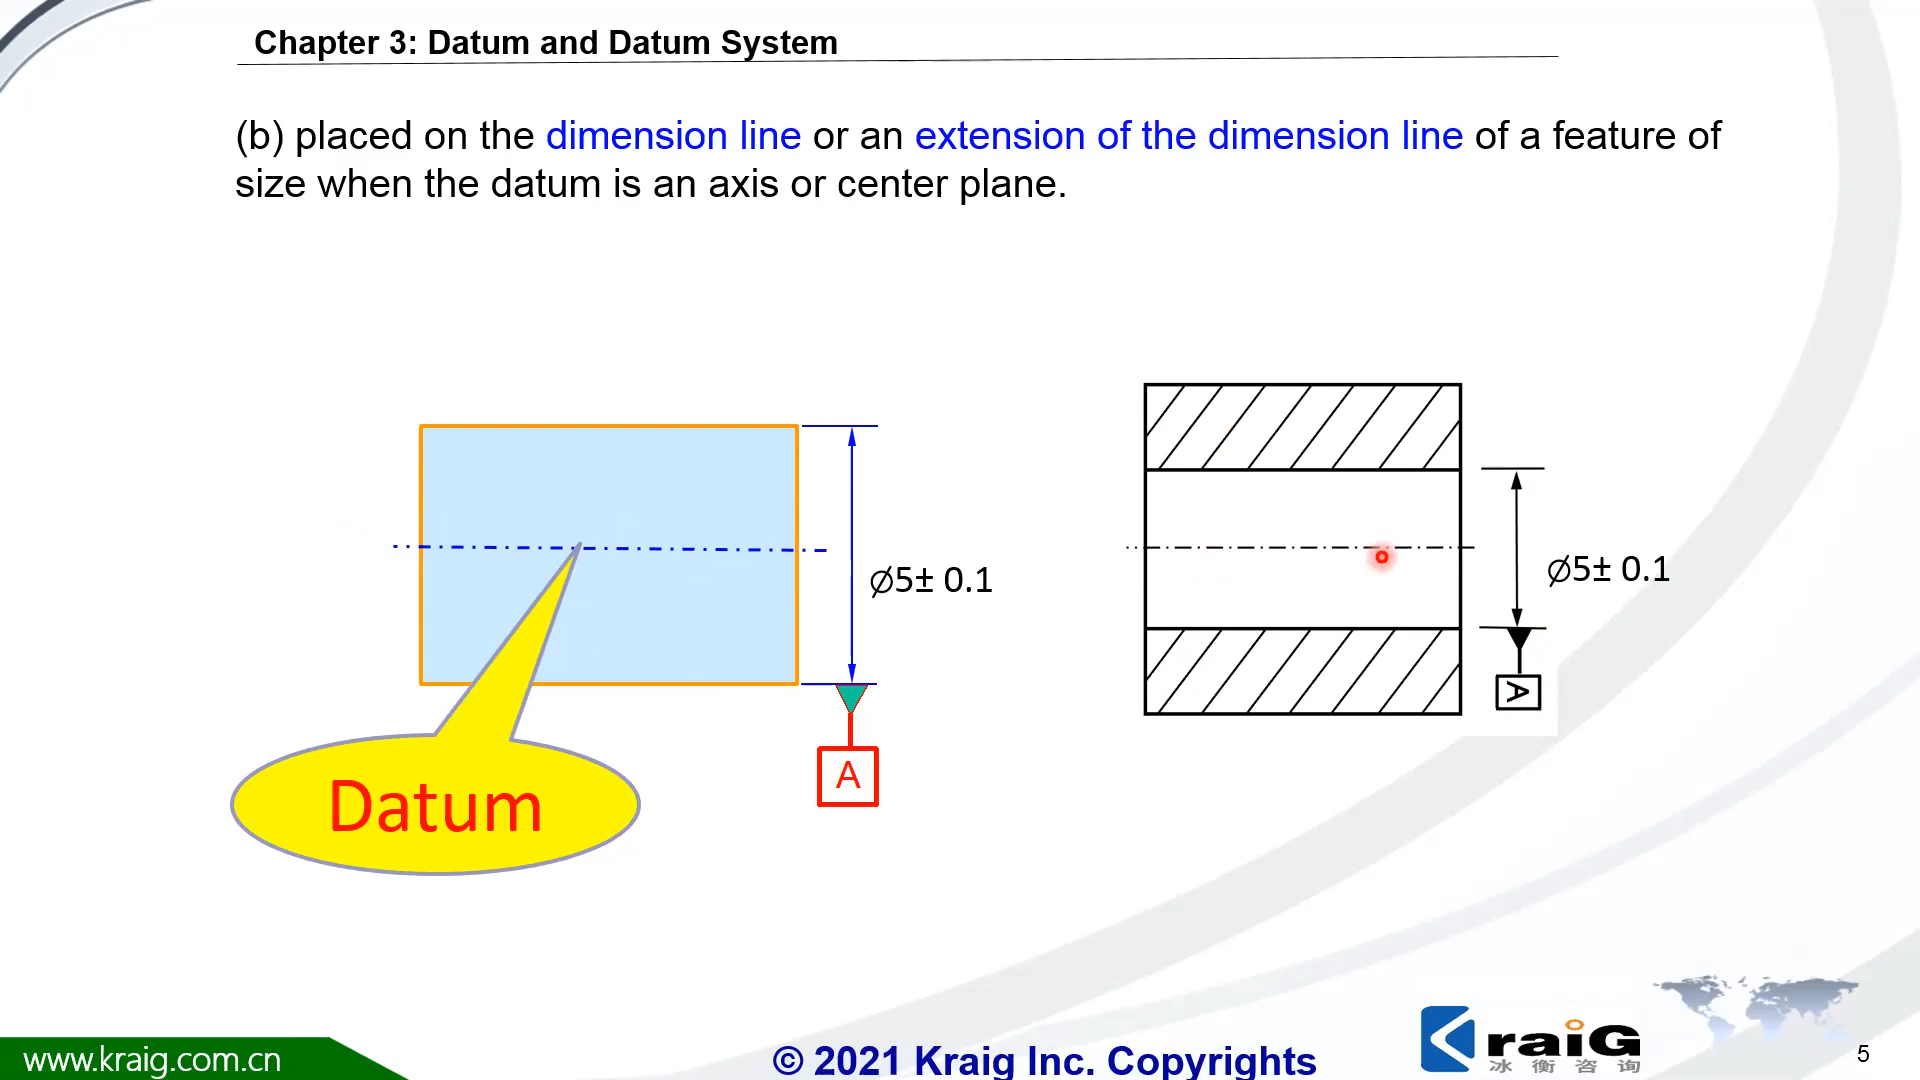 Chapter 3: Datum and Datum System
(b) placed on the dimension line or an extension of the dimension line of a feature of
size when the datum is an axis or center plane.
∅5± 0.1
∅5± 0.1
A
A
Datum
www.kraig.com.cn
© 2021 Kraig Inc. Copyrights
KraiG
冰衡咨询
5